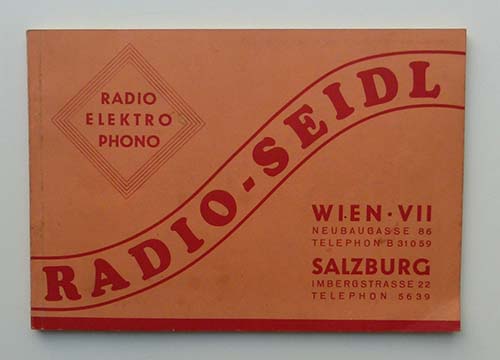 RADIO
ELEKTRO
PHONO
RADIO-SEIDL
WIEN · VII
NEUBAUGASSE 86
TELEPHON B 31059
SALZBURG
IMBERGSTRASSE 22
TELEPHON 5639